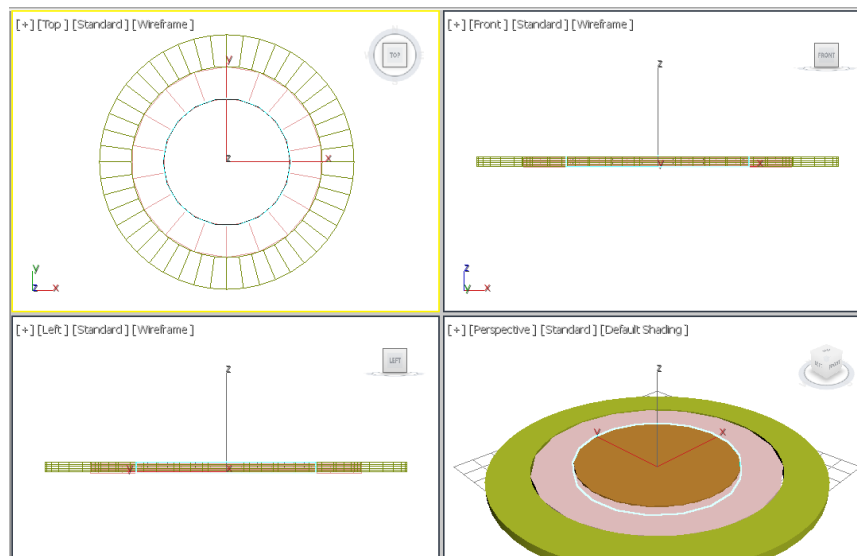 [+] [Top] [Standard] [Wireframe]
TOP
y
x
z
y
z x
[+] [Front] [Standard] [Wireframe]
FRONT
z
y x
z
y x
[+] [Left] [Standard] [Wireframe]
LEFT
z
y x
[+] [Perspective] [Standard] [Default Shading]
z
y x